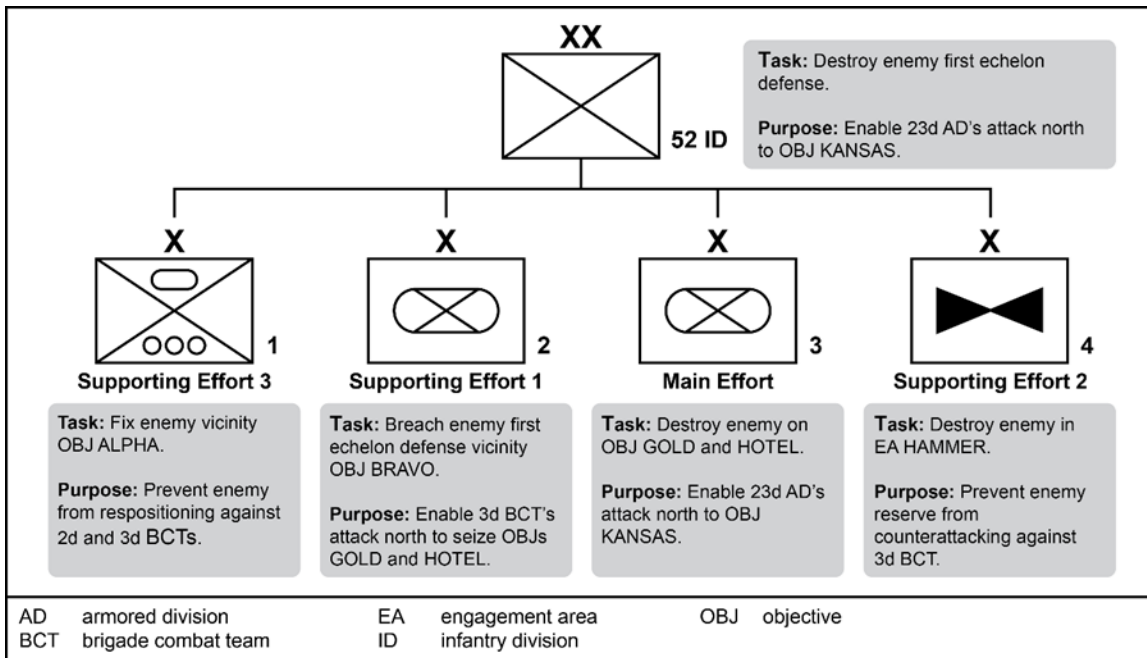 XX
52 ID
Task: Destroy enemy first echelon
defense.
Purpose: Enable 23d AD's attack north
to OBJ KANSAS.
X
1
Supporting Effort 3
Task: Fix enemy vicinity
OBJ ALPHA.
Purpose: Prevent enemy
from respositioning against
2d and 3d BCTs.
X
2
Supporting Effort 1
Task: Breach enemy first
echelon defense vicinity
OBJ BRAVO.
Purpose: Enable 3d BCT's
attack north to seize OBJs
GOLD and HOTEL.
X
3
Main Effort
Task: Destroy enemy on
OBJ GOLD and HOTEL.
Purpose: Enable 23d AD's
attack north to OBJ
KANSAS.
X
4
Supporting Effort 2
Task: Destroy enemy in
EA HAMMER.
Purpose: Prevent enemy
reserve from
counterattacking against
3d BCT.
AD armored division
BCT brigade combat team
EA engagement area
ID infantry division
OBJ objective